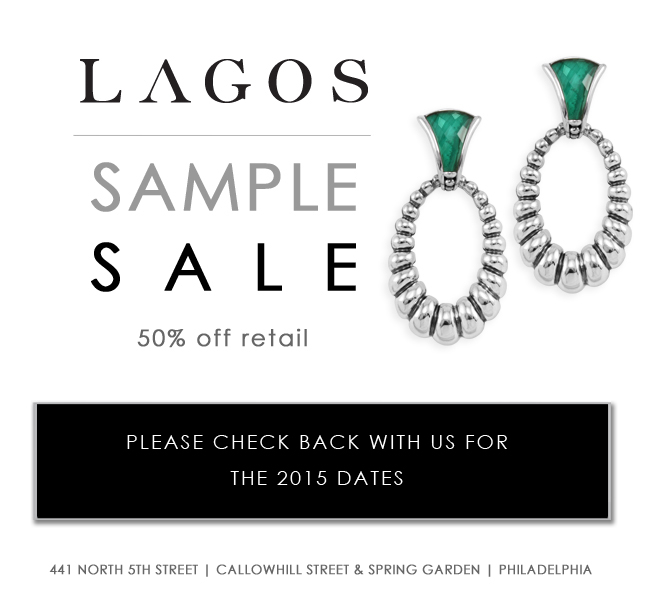 LAGOS
SAMPLE
SALE
50% off retail
PLEASE CHECK BACK WITH US FOR
THE 2015 DATES
441 NORTH 5TH STREET | CALLOWHILL STREET & SPRING GARDEN | PHILADELPHIA